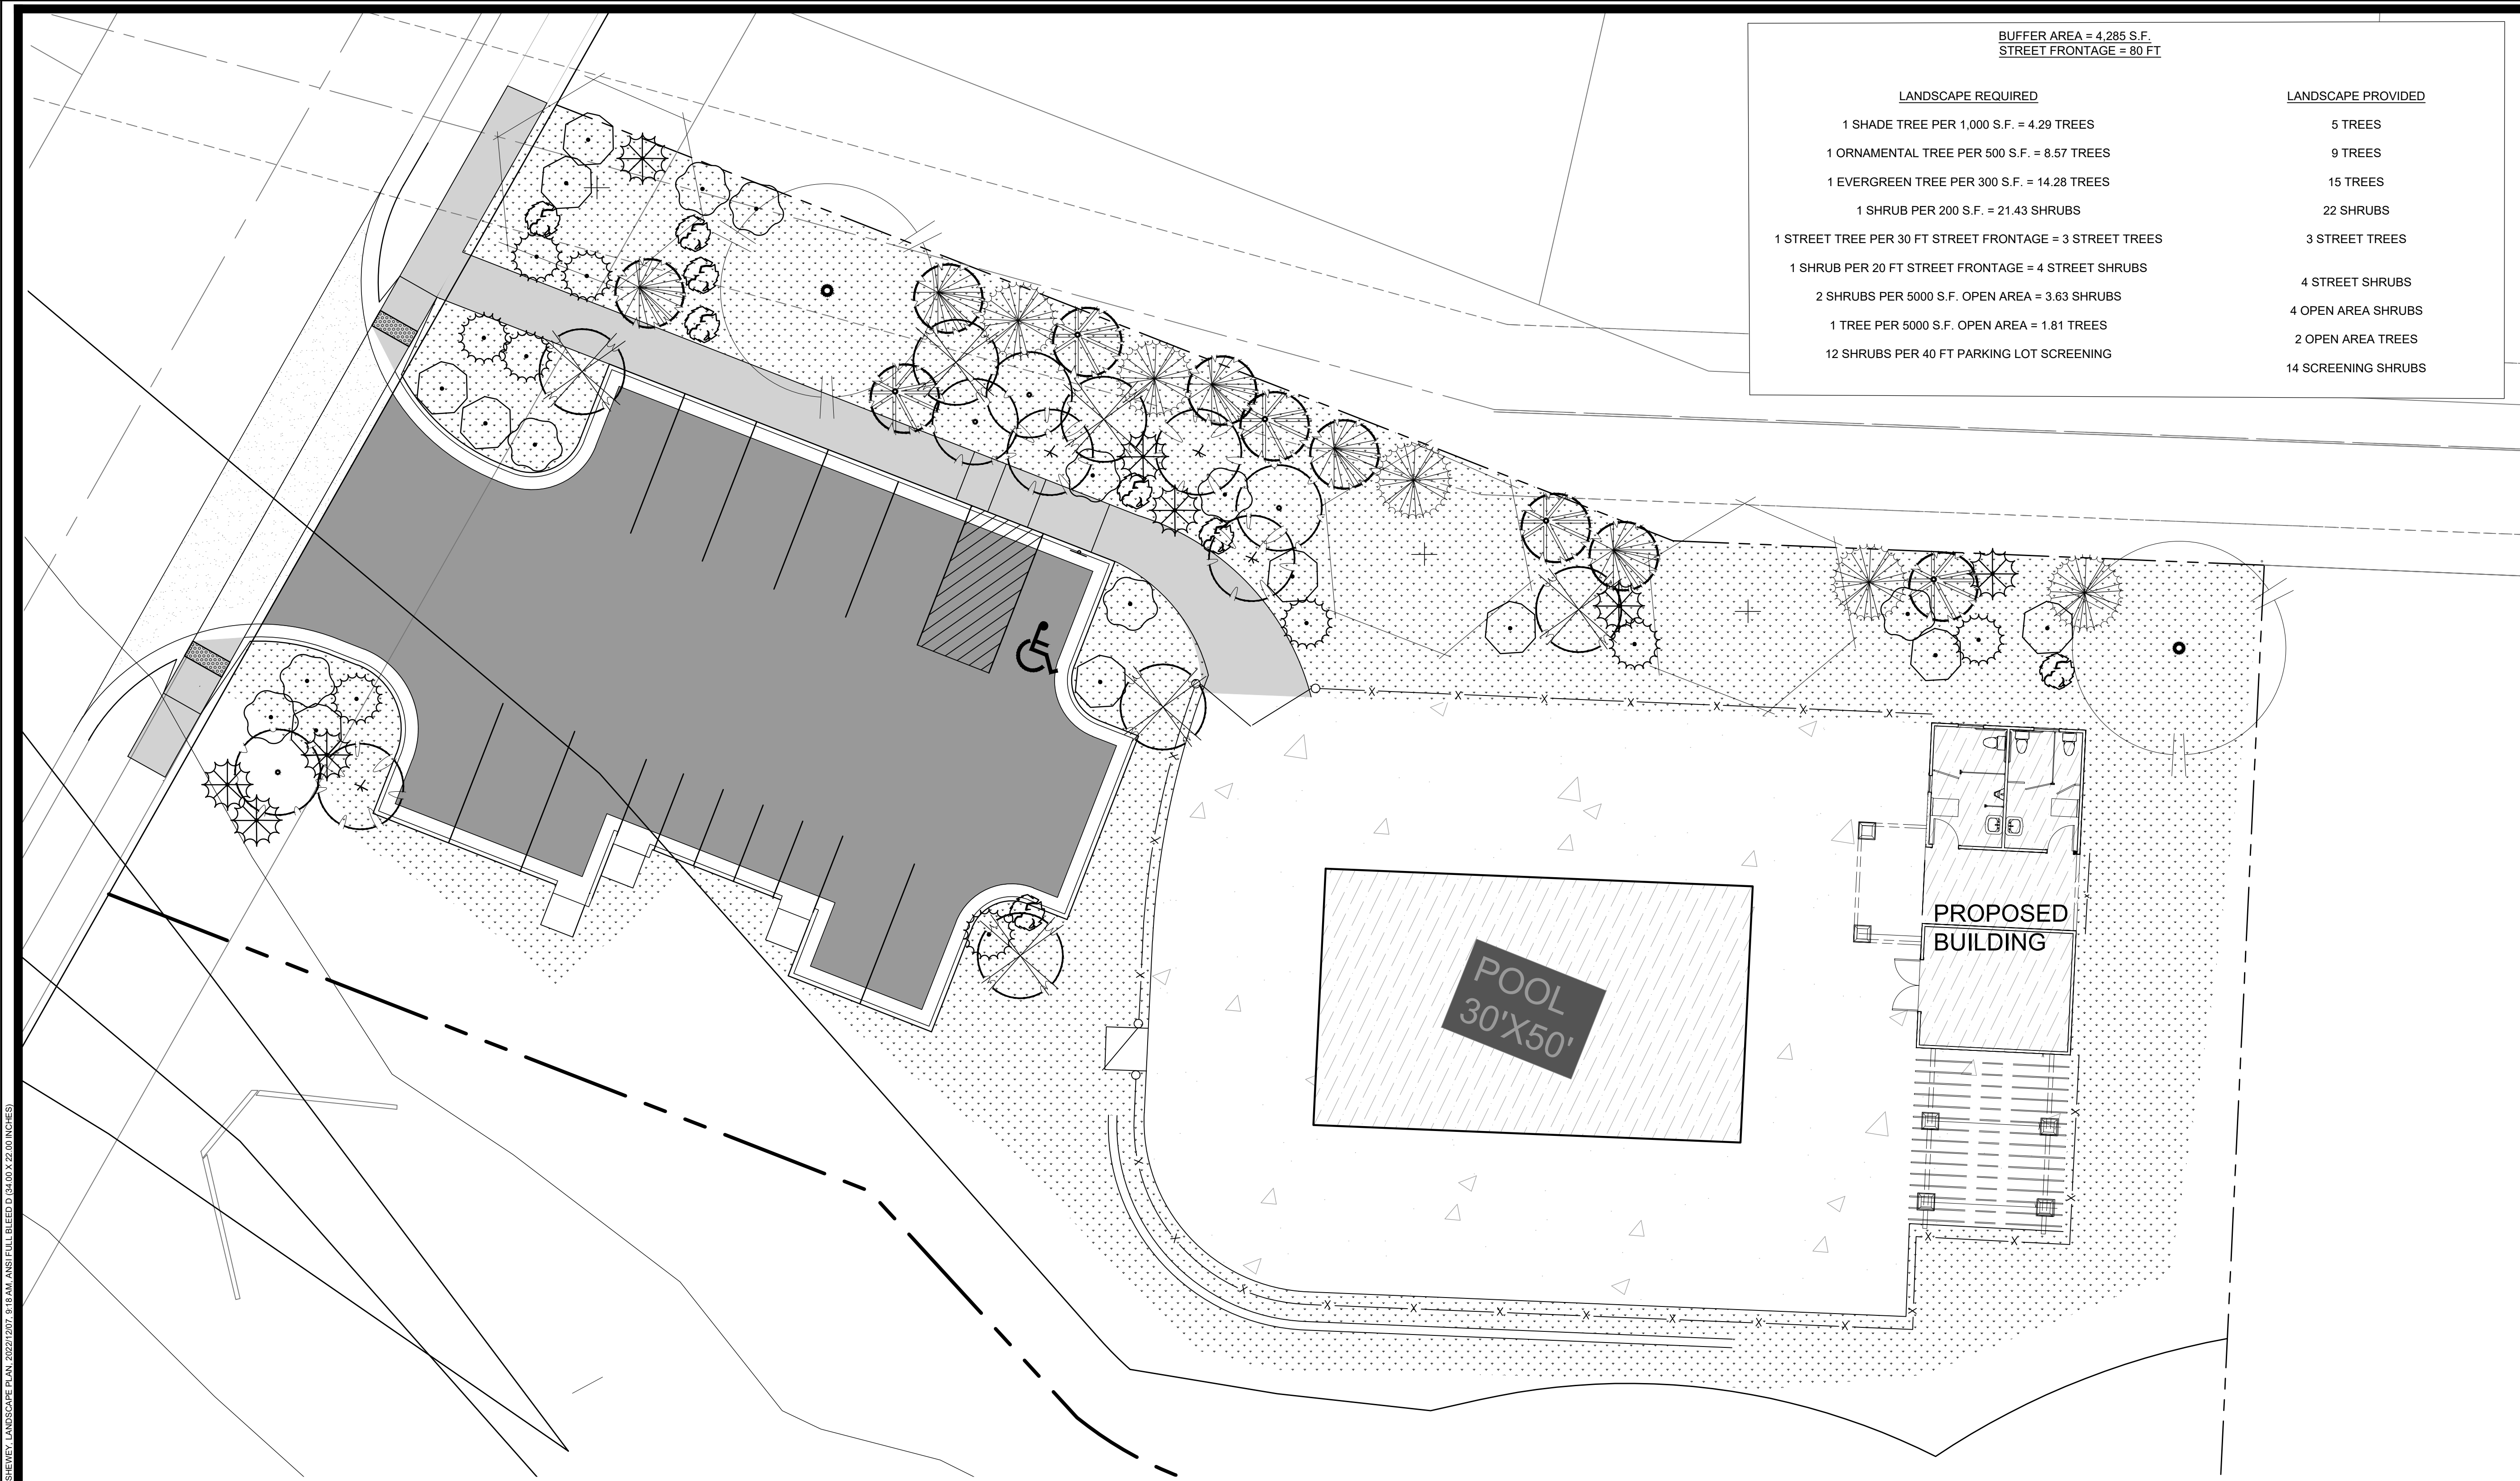 BUFFER AREA = 4,285 S.F.
STREET FRONTAGE = 80 FT
LANDSCAPE REQUIRED
1 SHADE TREE PER 1,000 S.F. = 4.29 TREES
1 ORNAMENTAL TREE PER 500 S.F. = 8.57 TREES
1 EVERGREEN TREE PER 300 S.F. = 14.28 TREES
1 SHRUB PER 200 S.F. = 21.43 SHRUBS
1 STREET TREE PER 30 FT STREET FRONTAGE = 3 STREET TREES
1 SHRUB PER 20 FT STREET FRONTAGE = 4 STREET SHRUBS
2 SHRUBS PER 5000 S.F. OPEN AREA = 3.63 SHRUBS
1 TREE PER 5000 S.F. OPEN AREA = 1.81 TREES
12 SHRUBS PER 40 FT PARKING LOT SCREENING
LANDSCAPE PROVIDED
5 TREES
9 TREES
15 TREES
22 SHRUBS
3 STREET TREES
4 STREET SHRUBS
4 OPEN AREA SHRUBS
2 OPEN AREA TREES
14 SCREENING SHRUBS
POOL
30'X50'
PROPOSED
BUILDING
SHEWEY, LANDSCAPE PLAN, 2022/12/07, 9:18 AM, ANSI FULL BLEED D (34.00 X 22.00 INCHES)